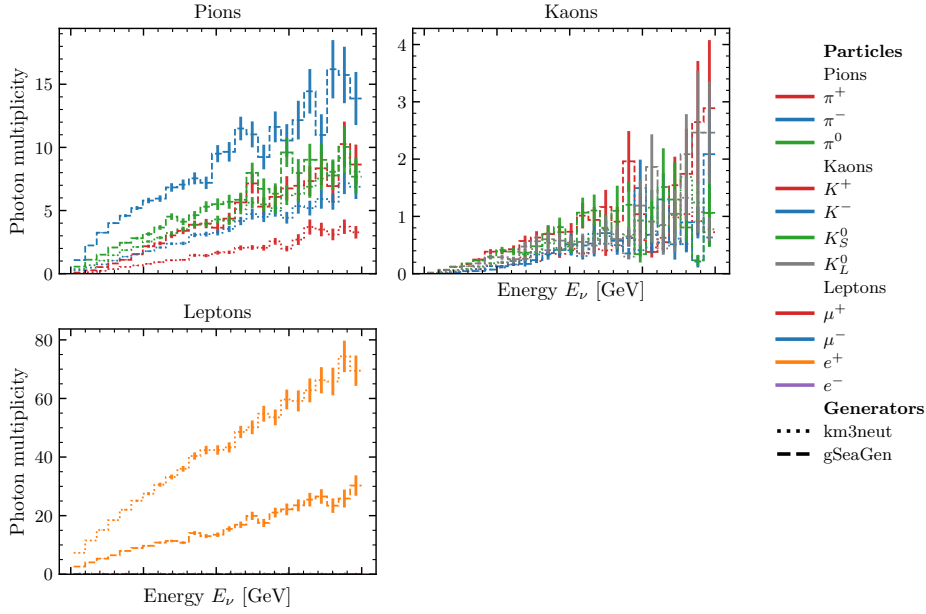 Pions
Photon multiplicity
15
10
5
0
Kaons
4
3
2
1
0
Energy $E_\nu$ [GeV]
Leptons
Photon multiplicity
80
60
40
20
0
Energy $E_\nu$ [GeV]
Particles
Pions
$\pi^+$
$\pi^-$
$\pi^0$
Kaons
$K^+$
$K^-$
$K_S^0$
$K_L^0$
Leptons
$\mu^+$
$\mu^-$
$e^+$
$e^-$
Generators
km3neut
gSeaGen